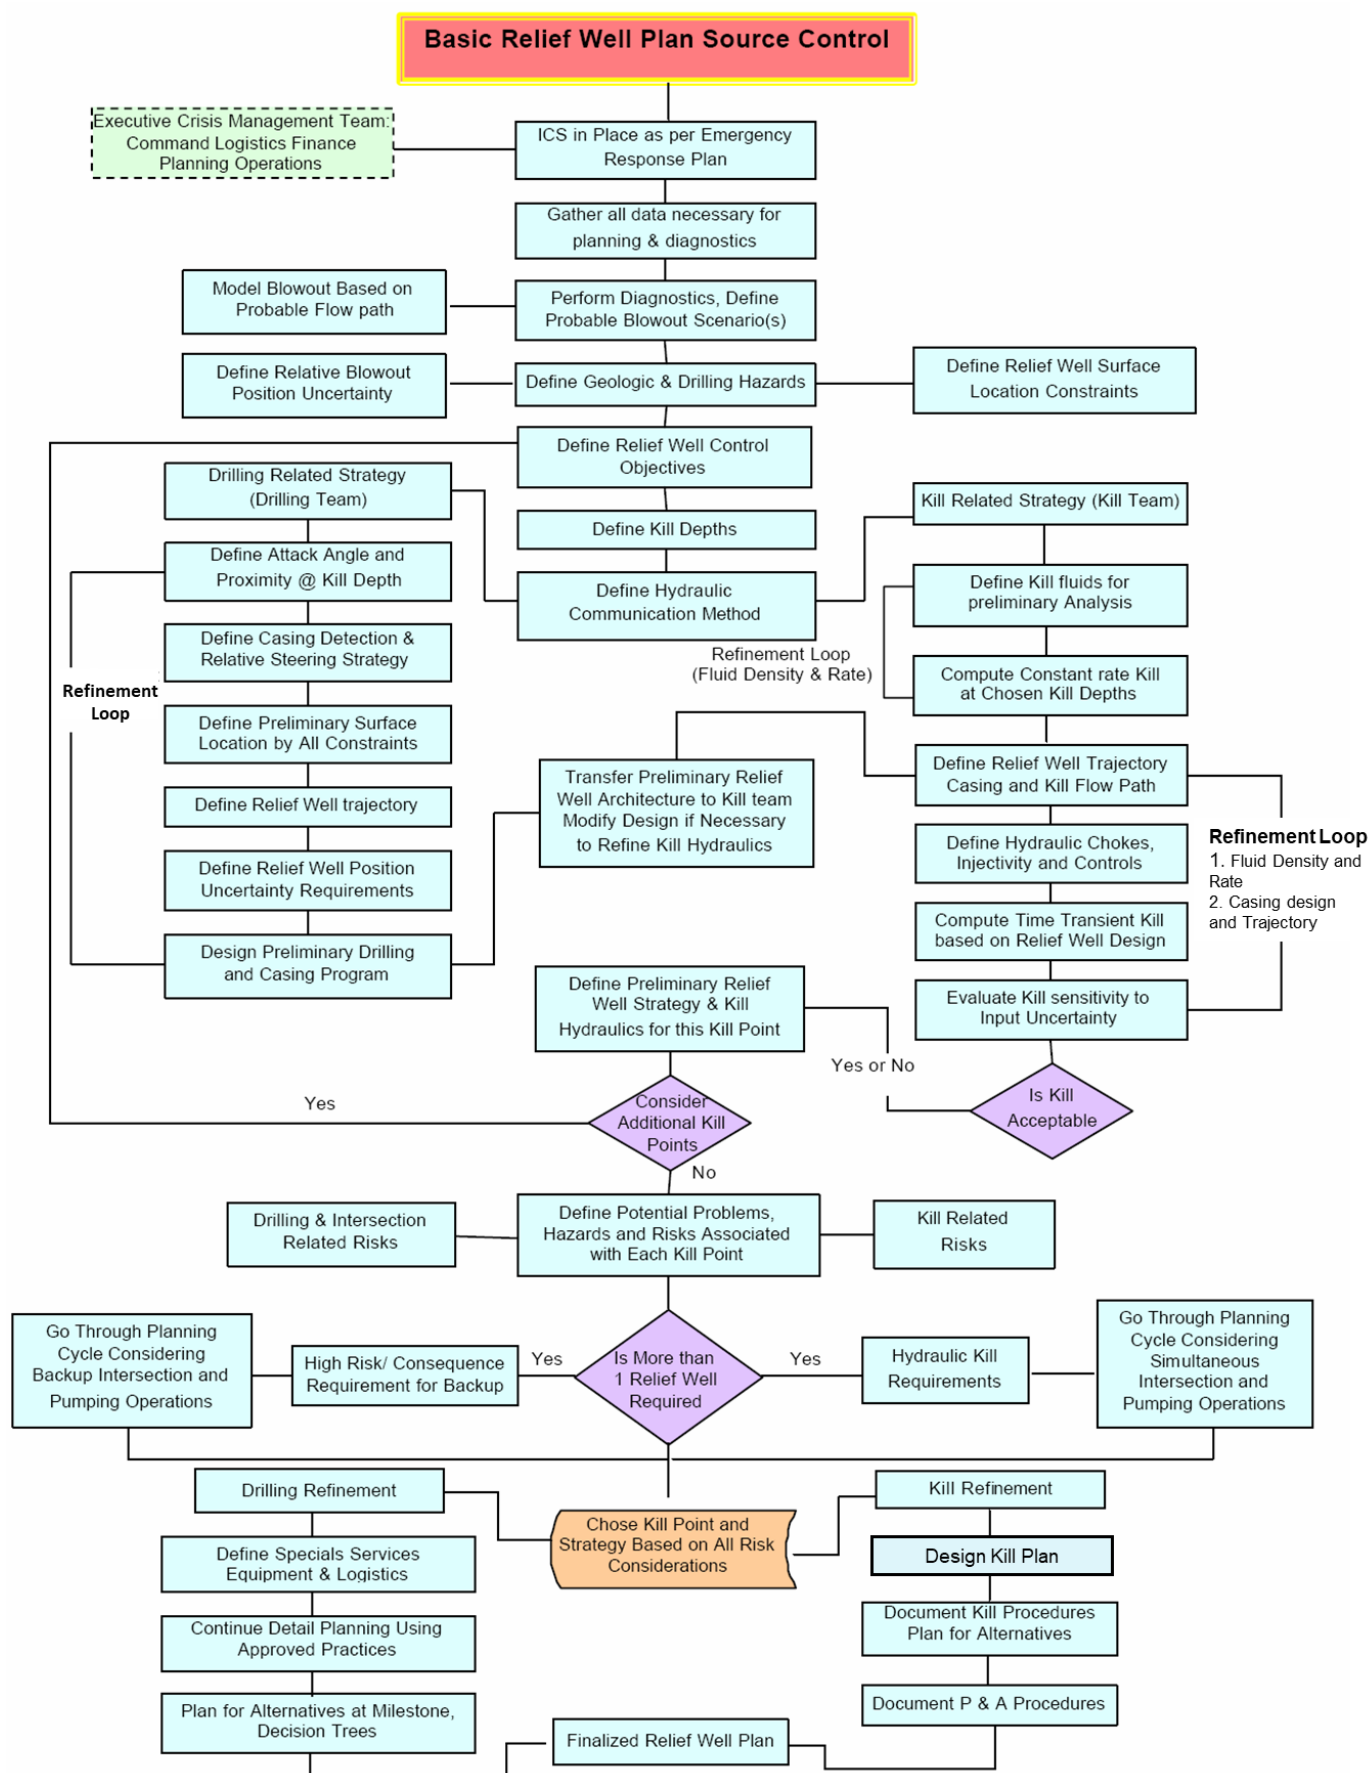 Basic Relief Well Plan Source Control
Executive Crisis Management Team:
Command Logistics Finance
Planning Operations
ICS in Place as per Emergency
Response Plan
Gather all data necessary for
planning & diagnostics
Model Blowout Based on
Probable Flow path
Perform Diagnostics, Define
Probable Blowout Scenario(s)
Define Relative Blowout
Position Uncertainty
Define Geologic & Drilling Hazards
Define Relief Well Surface
Location Constraints
Define Relief Well Control
Objectives
Drilling Related Strategy
(Drilling Team)
Define Kill Depths
Kill Related Strategy (Kill Team)
Define Attack Angle and
Proximity @ Kill Depth
Define Hydraulic
Communication Method
Define Kill fluids for
preliminary Analysis
Define Casing Detection &
Relative Steering Strategy
Refinement Loop
(Fluid Density & Rate)
Compute Constant rate Kill
at Chosen Kill Depths
Refinement
Loop
Define Preliminary Surface
Location by All Constraints
Define Relief Well trajectory
Define Relief Well Position
Uncertainty Requirements
Design Preliminary Drilling
and Casing Program
Transfer Preliminary Relief
Well Architecture to Kill team
Modify Design if Necessary
to Refine Kill Hydraulics
Define Relief Well Trajectory
Casing and Kill Flow Path
Define Hydraulic Chokes,
Injectivity and Controls
Refinement Loop
1. Fluid Density and
Rate
2. Casing design
and Trajectory
Compute Time Transient Kill
based on Relief Well Design
Evaluate Kill sensitivity to
Input Uncertainty
Define Preliminary Relief
Well Strategy & Kill
Hydraulics for this Kill Point
Yes or No
Is Kill
Acceptable
Yes
Consider
Additional Kill
Points
No
Drilling & Intersection
Related Risks
Define Potential Problems,
Hazards and Risks Associated
with Each Kill Point
Kill Related
Risks
Go Through Planning
Cycle Considering
Backup Intersection and
Pumping Operations
High Risk/ Consequence
Requirement for Backup
Yes
Is More than
1 Relief Well
Required
Yes
Hydraulic Kill
Requirements
Go Through Planning
Cycle Considering
Simultaneous
Intersection and
Pumping Operations
Drilling Refinement
Chose Kill Point and
Strategy Based on All Risk
Considerations
Kill Refinement
Define Specials Services
Equipment & Logistics
Design Kill Plan
Continue Detail Planning Using
Approved Practices
Document Kill Procedures
Plan for Alternatives
Plan for Alternatives at Milestone,
Decision Trees
Document P & A Procedures
Finalized Relief Well Plan